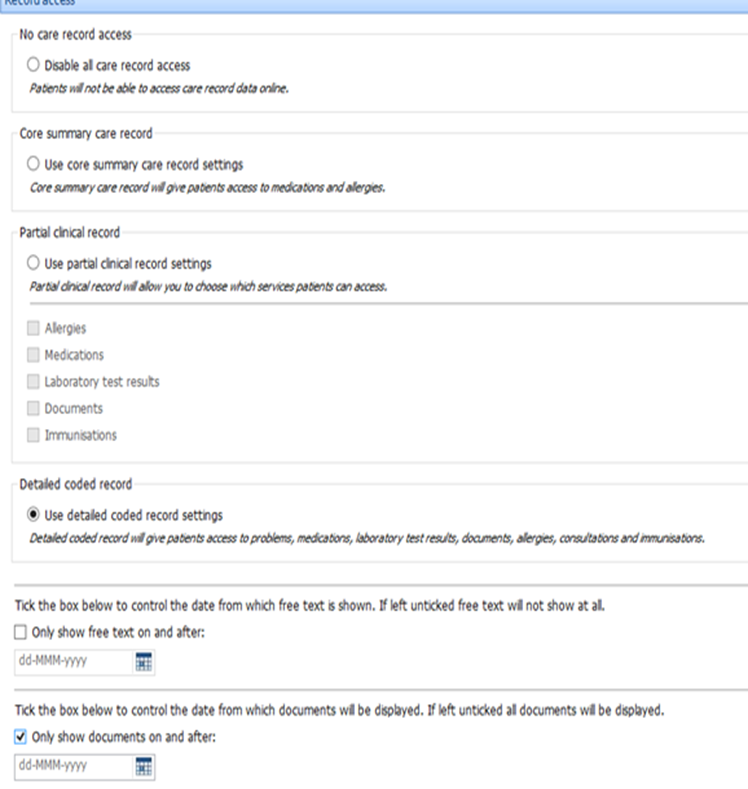 Record access
No care record access
Disable all care record access
Patients will not be able to access care record data online.
Core summary care record
Use core summary care record settings
Core summary care record will give patients access to medications and allergies.
Partial clinical record
Use partial clinical record settings
Partial clinical record will allow you to choose which services patients can access.
Allergies
Medications
Laboratory test results
Documents
Immunisations
Detailed coded record
Use detailed coded record settings
Detailed coded record will give patients access to problems, medications, laboratory test results, documents, allergies, consultations and immunisations.
Tick the box below to control the date from which free text is shown. If left unticked free text will not show at all.
Only show free text on and after:
dd-MMM-yyyy
Tick the box below to control the date from which documents will be displayed. If left unticked all documents will be displayed.
Only show documents on and after:
dd-MMM-yyyy